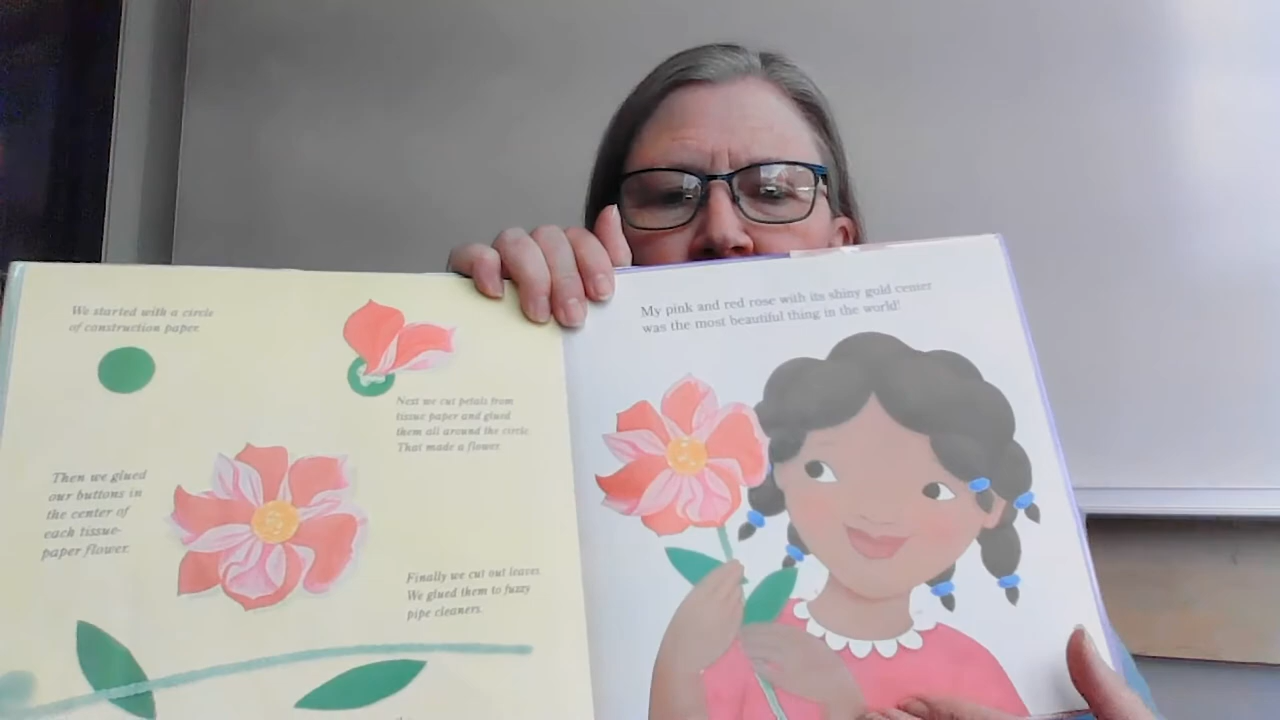 We started with a circle
of construction paper.
Next we cut petals from
tissue paper and glued
them all around the circle.
That made a flower.
Then we glued
our buttons in
the center of
each tissue-
paper flower.
Finally we cut out leaves.
We glued them to fuzzy
pipe cleaners.
My pink and red rose with its shiny gold center
was the most beautiful thing in the world!